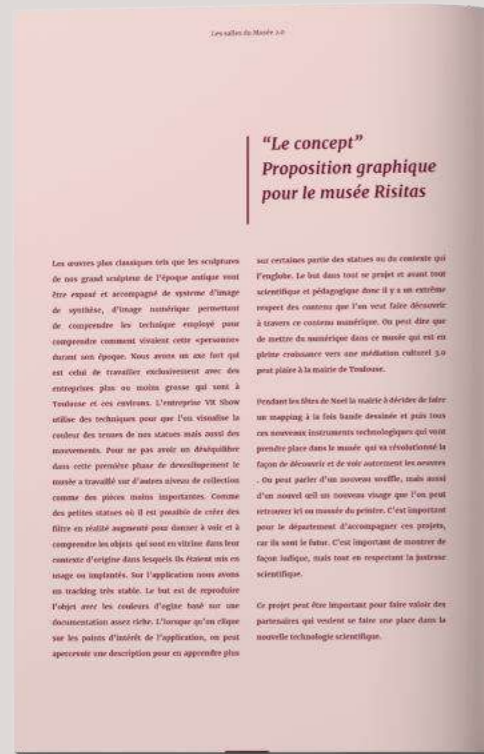 Les salles du Musée 2.0
“Le concept”
Proposition graphique
pour le musée Risitas
Les œuvres plus classiques tels que les sculptures
de nos grand sculpteur de l’époque antique vont
être exposé et accompagné de systeme d’image
de synthèse, d’image numérique permettant
de comprendre les technique employé pour
comprendre comment vivaient cette «personne»
durant son époque. Nous avons un axe fort qui
est celui de travailler exclusivement avec des
entreprises plus ou moins grosse qui sont à
Toulouse et ces environs. L’entreprise VR Show
utilise des techniques pour que l’on visualise la
couleur des tenues de nos statues mais aussi des
mouvements. Pour ne pas avoir un déséquilibre
dans cette première phase de developpement le
musée a travaillé sur d’autres niveau de collection
comme des pièces moins importantes. Comme
des petites statues où il est possible de créer des
filtre en réalité augmenté pour donner à voir et à
comprendre les objets qui sont en vitrine dans leur
contexte d’origine dans lesquels ils étaient mis en
usage ou implantés. Sur l’application nous avons
un tracking très stable. Le but est de reproduire
l’objet avec les couleurs d’ogine basé sur une
documentation assez riche. L’lorsque qu’on clique
sur les points d’intérêt de l’application, on peut
apercevoir une description pour en apprendre plus
sur certaines partie des statues ou du contexte qui
l’englobe. Le but dans tout se projet et avant tout
scientifique et pédagogique donc il y a un extrême
respect des contenu que l’on veut faire découvrir
à travers ce contenu numérique. On peut dire que
de mettre du numérique dans ce musée qui est en
pleine croissance vers une médiation culturel 3.0
peut plaire à la mairie de Toulouse.
Pendant les fêtes de Noel la mairie à décider de faire
un mapping à la fois bande dessinée et puis tous
ces nouveaux instruments technologiques qui vont
prendre place dans le musée qui va révolutionné la
façon de découvrir et de voir autrement les oeuvres
. On peut parler d’un nouveau souffle, mais aussi
d’un nouvel œil un nouveau visage que l’on peut
retrouver ici ou musée du peintre. C’est important
pour le département d’accompagner ces projets,
car ils sont le futur. C’est important de montrer de
façon ludique, mais tout en respectant la justesse
scientifique.
Ce projet peut être important pour faire valoir des
partenaires qui veulent se faire une place dans la
nouvelle technologie scientifique.